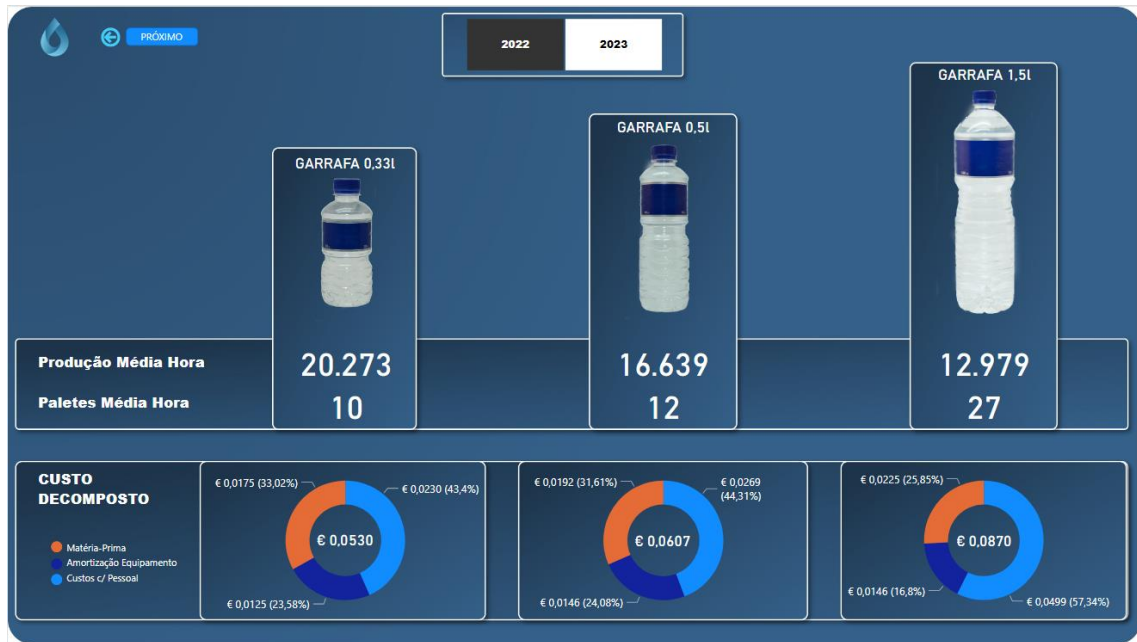 PRÓXIMO
2022
2023
GARRAFA 0,33l
GARRAFA 0,5l
GARRAFA 1,5l
Produção Média Hora
20.273
16.639
12.979
Paletes Média Hora
10
12
27
CUSTO
DECOMPOSTO
Matéria-Prima
Amortização Equipamento
Custos c/ Pessoal
€ 0,0175 (33,02%)
€ 0,0230 (43,4%)
€ 0,0530
€ 0,0125 (23,58%)
€ 0,0192 (31,61%)
€ 0,0269
(44,31%)
€ 0,0607
€ 0,0146 (24,08%)
€ 0,0225 (25,85%)
€ 0,0870
€ 0,0146 (16,8%)
€ 0,0499 (57,34%)